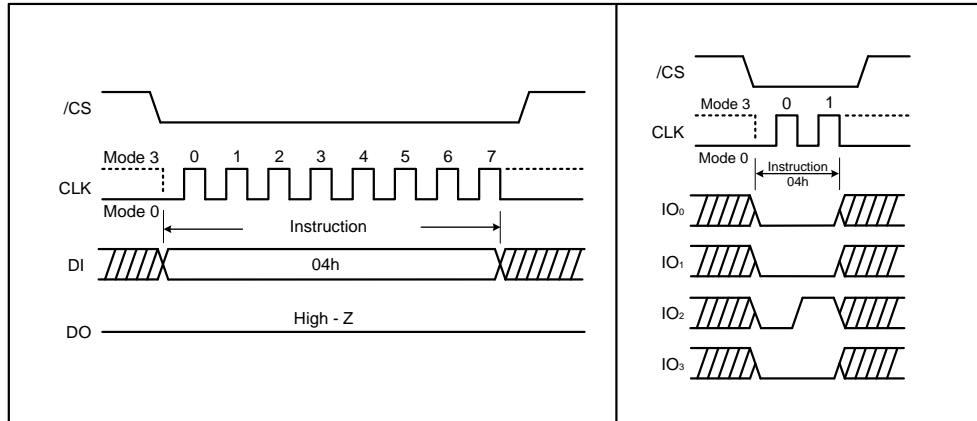 /CS
Mode 3 0 1 2 3 4 5 6 7
CLK
Mode 0
Instruction
DI 04h
High - Z
DO
/CS
Mode 3 0 1
CLK
Mode 0 Instruction
04h
IO₀
IO₁
IO₂
IO₃